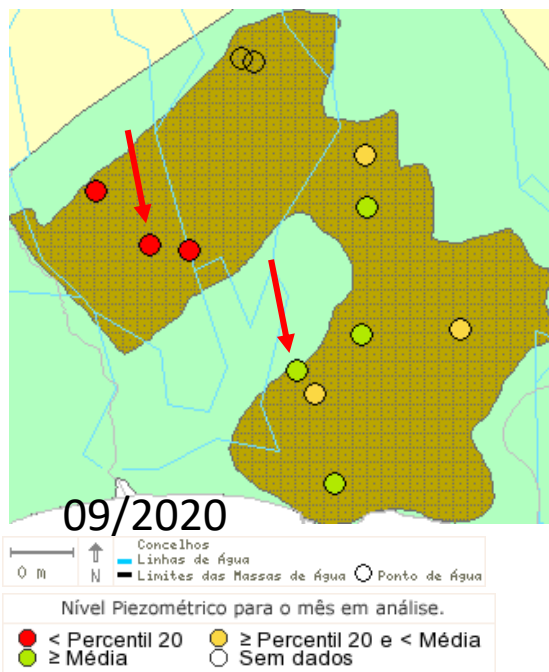 09/2020
Concelhos
Linhas de Água
0 m N Limites das Massas de Água Ponto de Água
Nível Piezométrico para o mês em análise.
< Percentil 20 ≥ Percentil 20 e < Média
≥ Média Sem dados